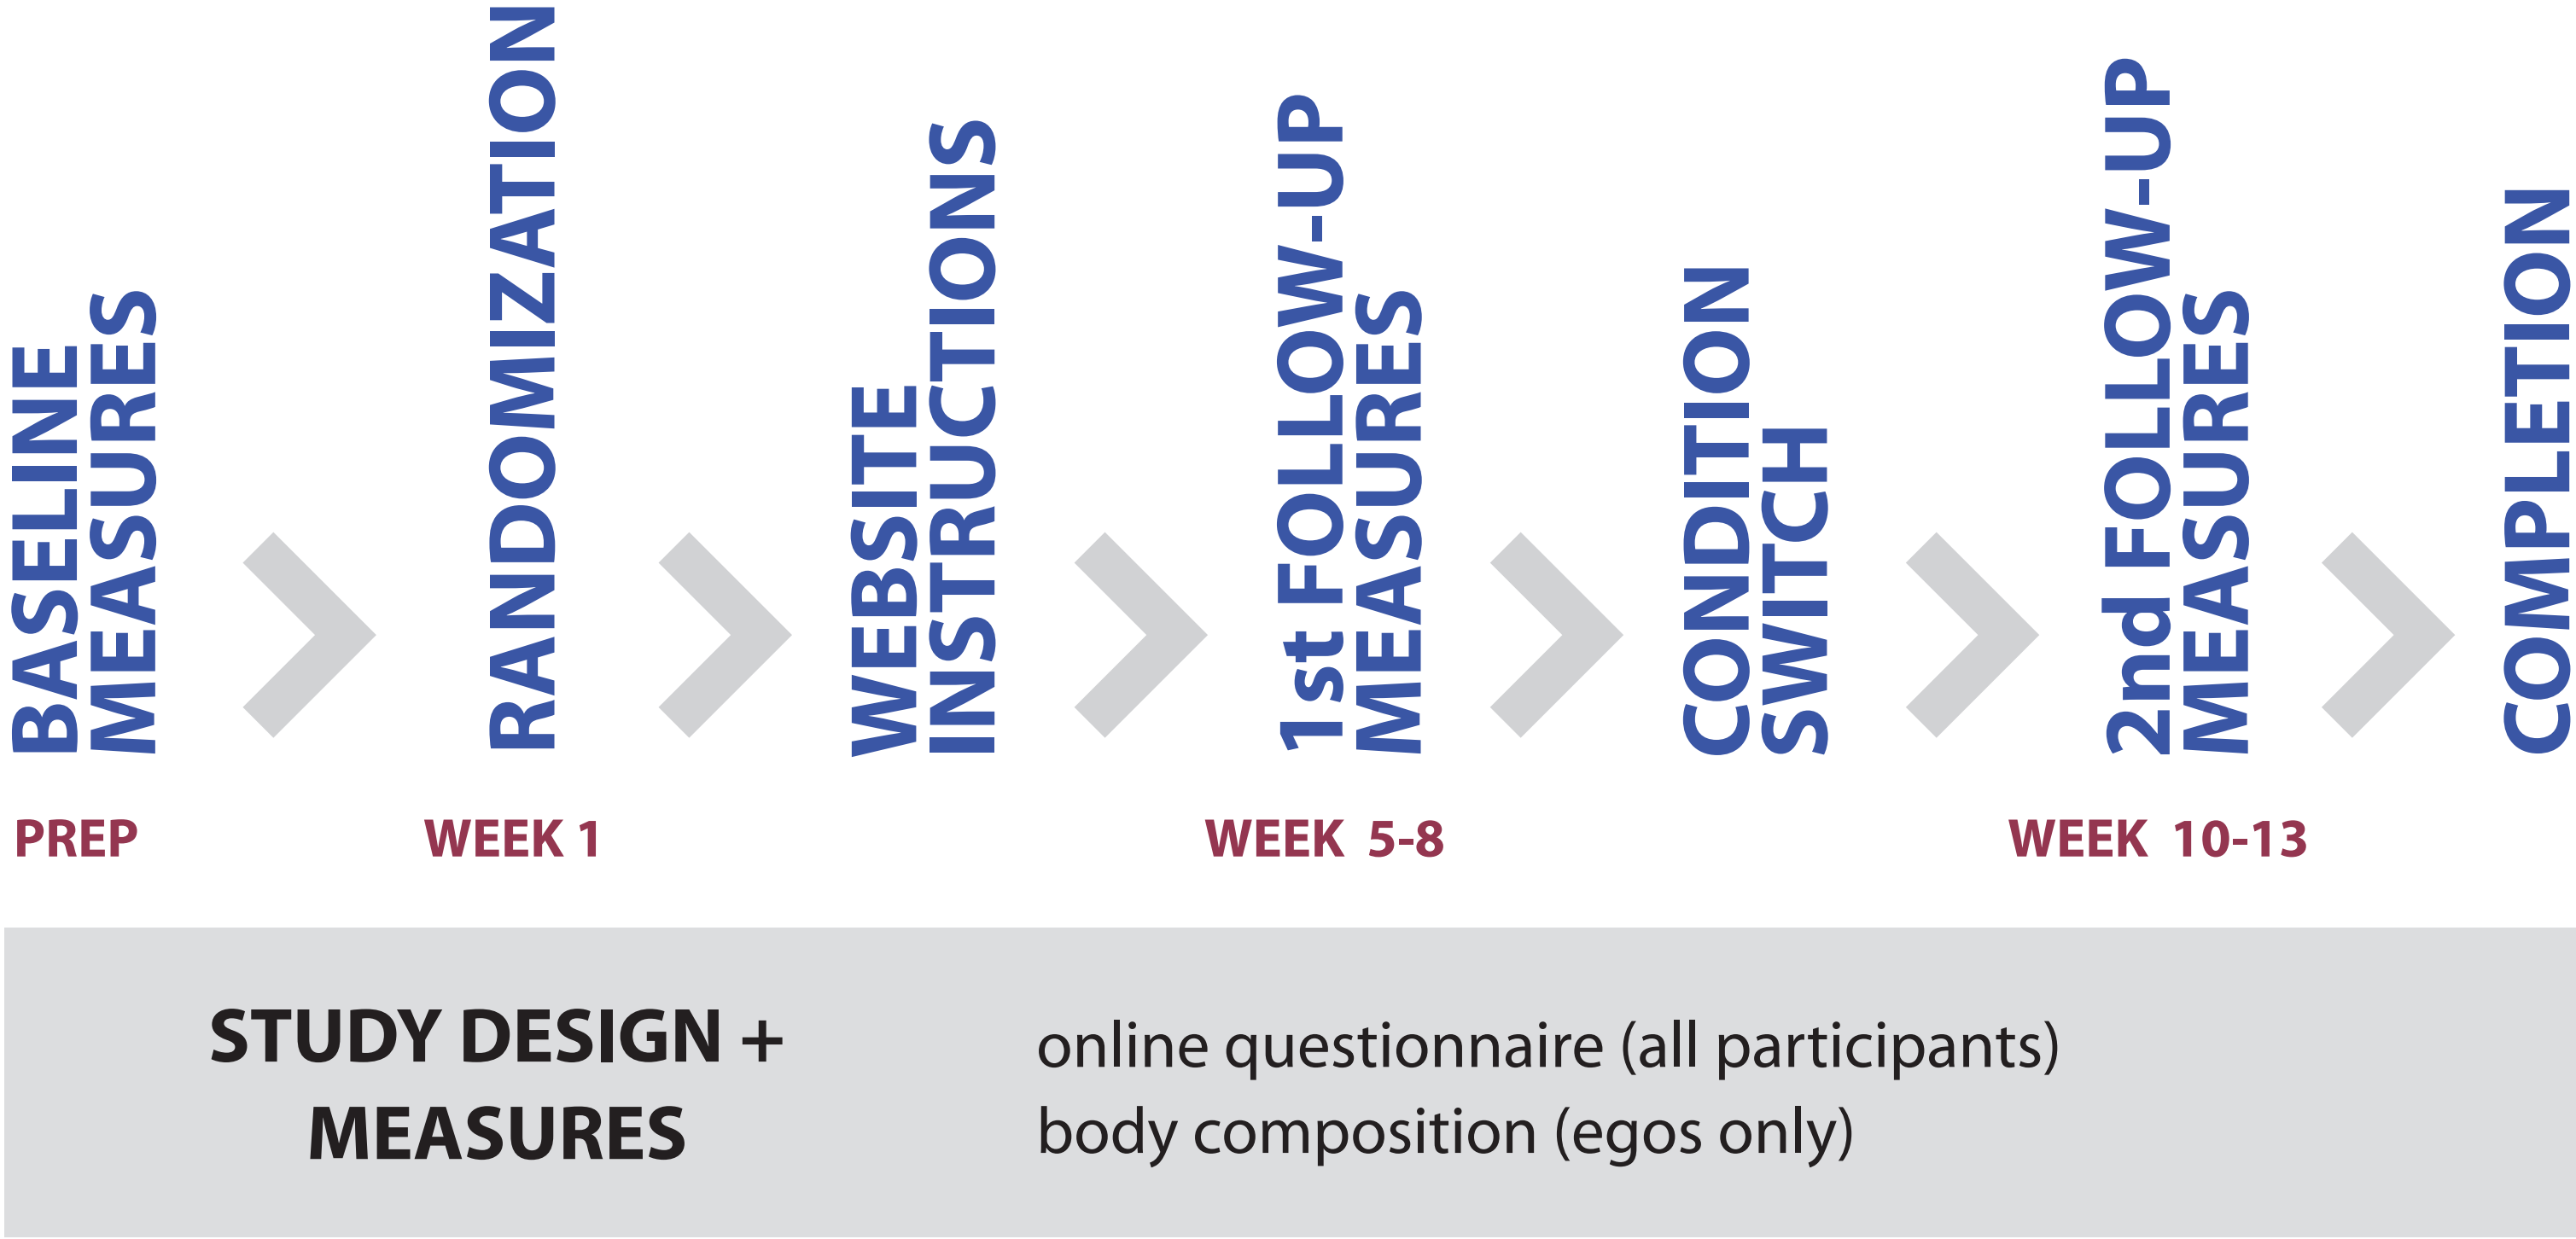 BASELINE
MEASURES
RANDOMIZATION
WEBSITE
INSTRUCTIONS
1st FOLLOW-UP
MEASURES
CONDITION
SWITCH
2nd FOLLOW-UP
MEASURES
COMPLETION
PREP
WEEK 1
WEEK 5-8
WEEK 10-13
STUDY DESIGN +
MEASURES
online questionnaire (all participants)
body composition (egos only)